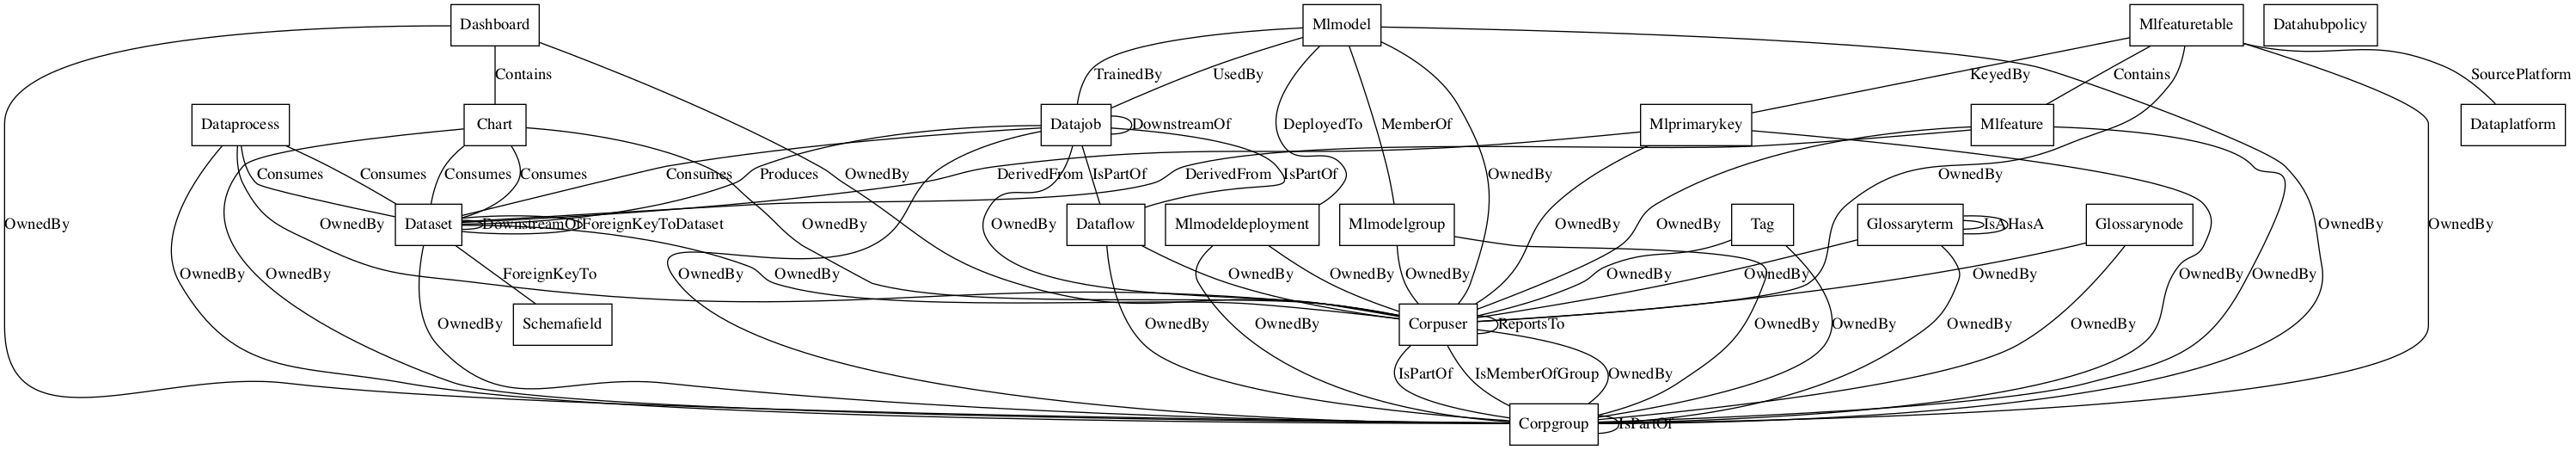 Dashboard
Mlmodel
Mlfeaturetable
Datahubpolicy
Contains
TrainedBy
UsedBy
KeyedBy
Contains
SourcePlatform
Dataprocess
Chart
Datajob
DownstreamOf
DeployedTo
MemberOf
Mlprimarykey
Mlfeature
Dataplatform
Consumes
Consumes
Consumes
Consumes
Consumes
Produces
OwnedBy
DerivedFrom
IsPartOf
DerivedFrom
IsPartOf
OwnedBy
OwnedBy
OwnedBy
OwnedBy
Dataset
DownstreamOf
ForeignKeyToDataset
OwnedBy
OwnedBy
Dataflow
Mlmodeldeployment
Mlmodelgroup
OwnedBy
OwnedBy
Tag
Glossaryterm
IsA
HasA
Glossarynode
OwnedBy
OwnedBy
OwnedBy
OwnedBy
ForeignKeyTo
OwnedBy
OwnedBy
OwnedBy
OwnedBy
OwnedBy
OwnedBy
OwnedBy
OwnedBy
OwnedBy
OwnedBy
OwnedBy
Schemafield
OwnedBy
OwnedBy
OwnedBy
Corpuser
ReportsTo
OwnedBy
OwnedBy
OwnedBy
OwnedBy
IsPartOf
IsMemberOfGroup
OwnedBy
Corpgroup
IsPartOf